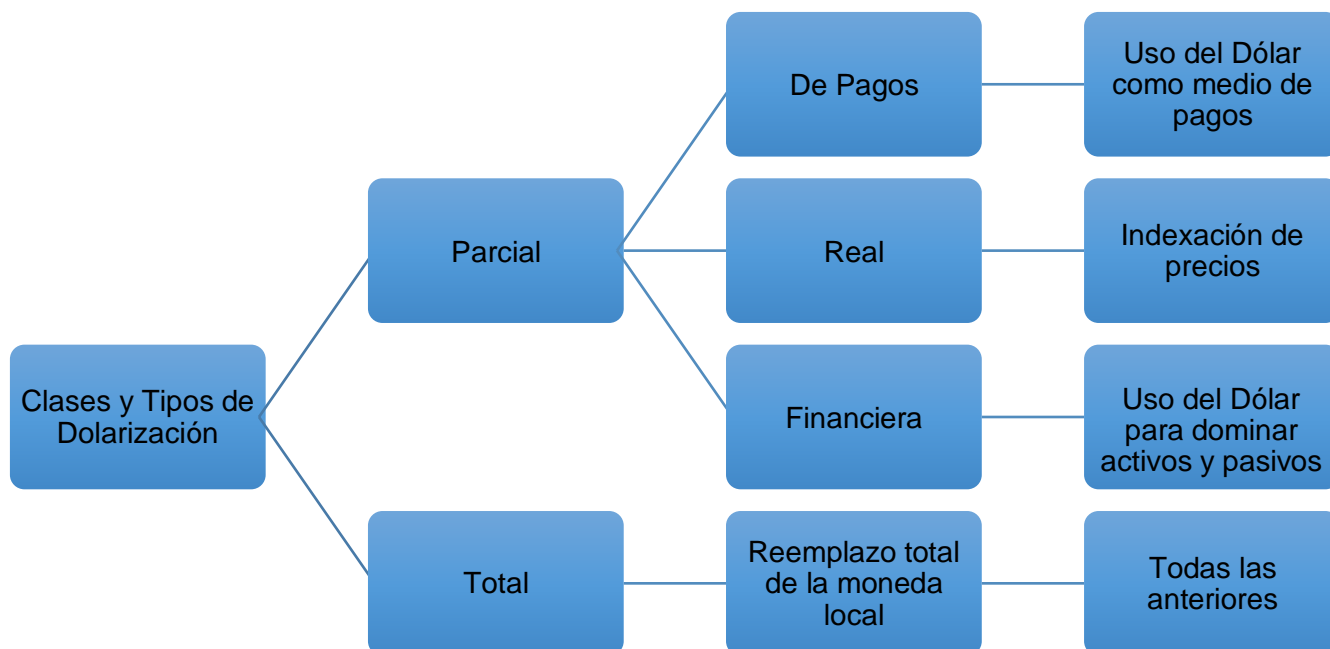 Clases y Tipos de
Dolarización
Parcial
De Pagos
Uso del Dólar
como medio de
pagos
Real
Indexación de
precios
Financiera
Uso del Dólar
para dominar
activos y pasivos
Total
Reemplazo total
de la moneda
local
Todas las
anteriores